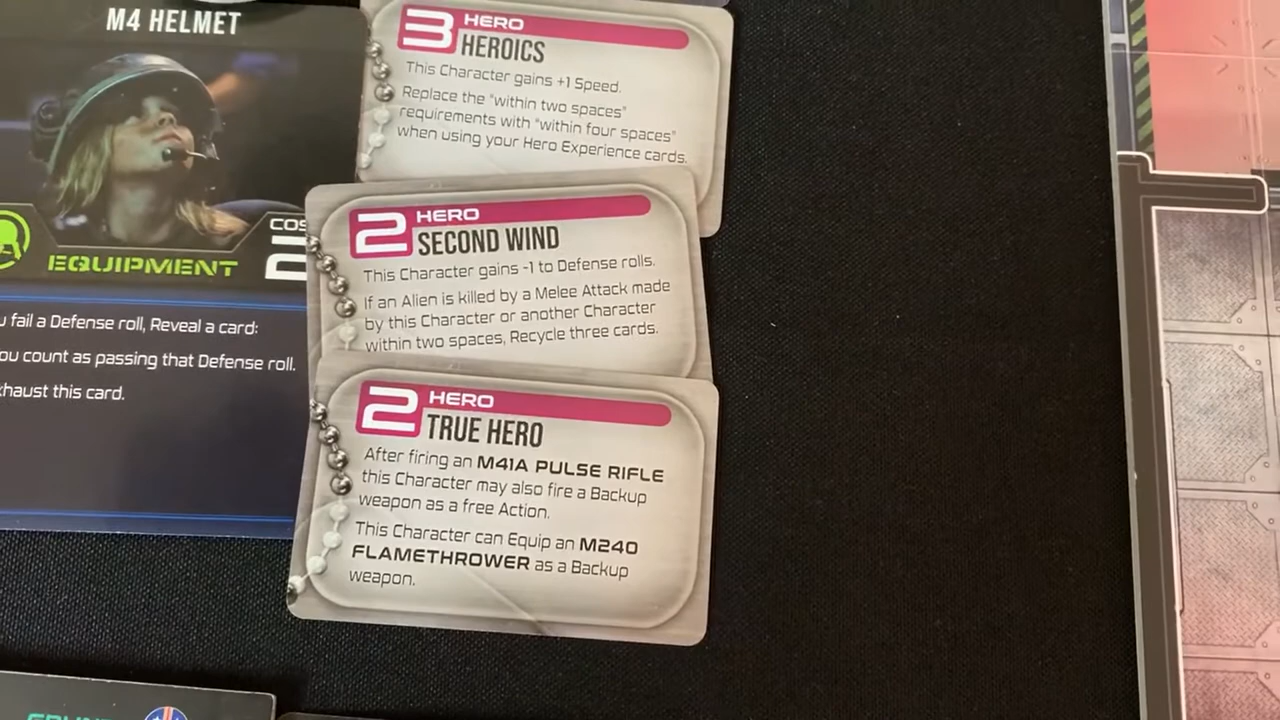 M4 HELMET
EQUIPMENT
2
fail a Defense roll, Reveal a card:
count as passing that Defense roll.
this card.
3
HERO
HEROICS
This Character gains +1 Speed.
Replace the "within two spaces"
requirements with "within four spaces"
when using your Hero Experience cards.
2
HERO
SECOND WIND
This Character gains -1 to Defense rolls.
If an Alien is killed by a Melee Attack made
by this Character or another Character
within two spaces, Recycle three cards.
2
HERO
TRUE HERO
After firing an M41A PULSE RIFLE
this Character may also fire a Backup
weapon as a free Action.
This Character can Equip an M240
FLAMETHROWER as a Backup
weapon.